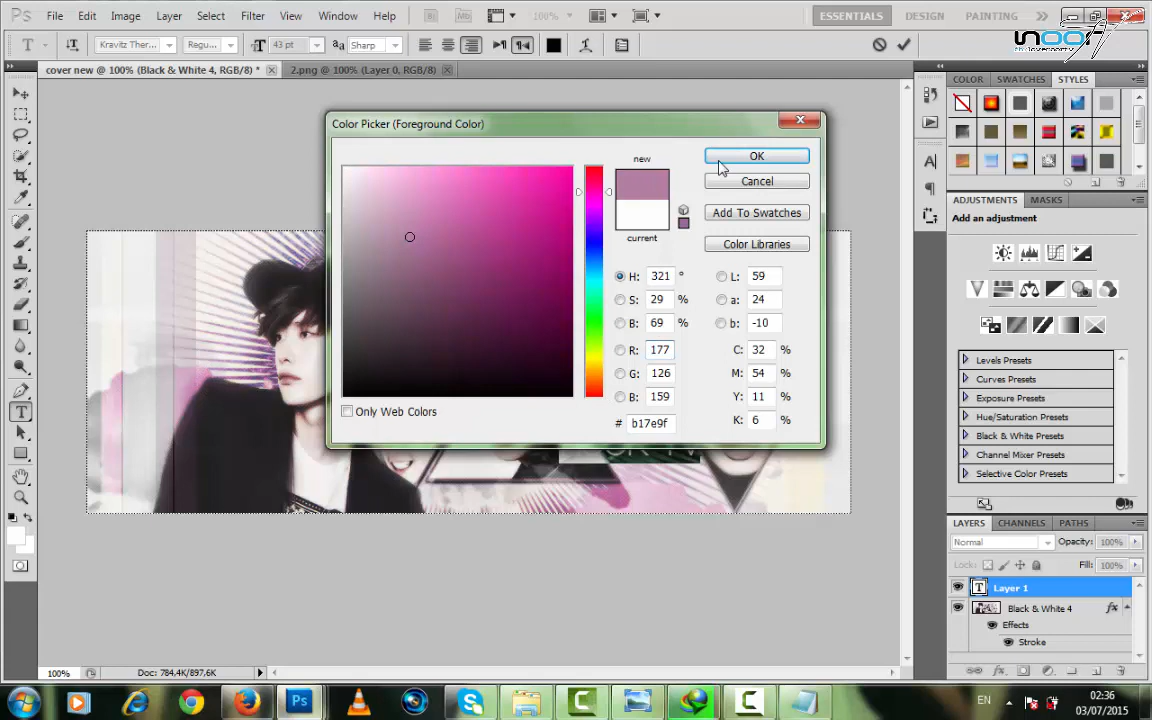 Ps File Edit Image Layer Select Filter View Window Help Mb 100% ESSENTIALS DESIGN PAINTING
T Kravitz Ther... Regu... 43 pt aa Sharp
inoor
cover new @ 100% (Black & White 4, RGB/8) * 2.png @ 100% (Layer 0, RGB/8)
COLOR SWATCHES STYLES
Color Picker (Foreground Color)
new
current
OK
Cancel
Add To Swatches
Color Libraries
H: 321 ° L: 59
S: 29 % a: 24
B: 69 % b: -10
R: 177 C: 32 %
G: 126 M: 54 %
B: 159 Y: 11 %
# b17e9f K: 6 %
Only Web Colors
ADJUSTMENTS MASKS
Add an adjustment
Levels Presets
Curves Presets
Exposure Presets
Hue/Saturation Presets
Black & White Presets
Channel Mixer Presets
Selective Color Presets
LAYERS CHANNELS PATHS
Normal Opacity: 100%
Lock: Fill: 100%
T Layer 1
Black & White 4 fx
Effects
Stroke
100% Doc: 784,4K/897,6K
EN 02:36
03/07/2015